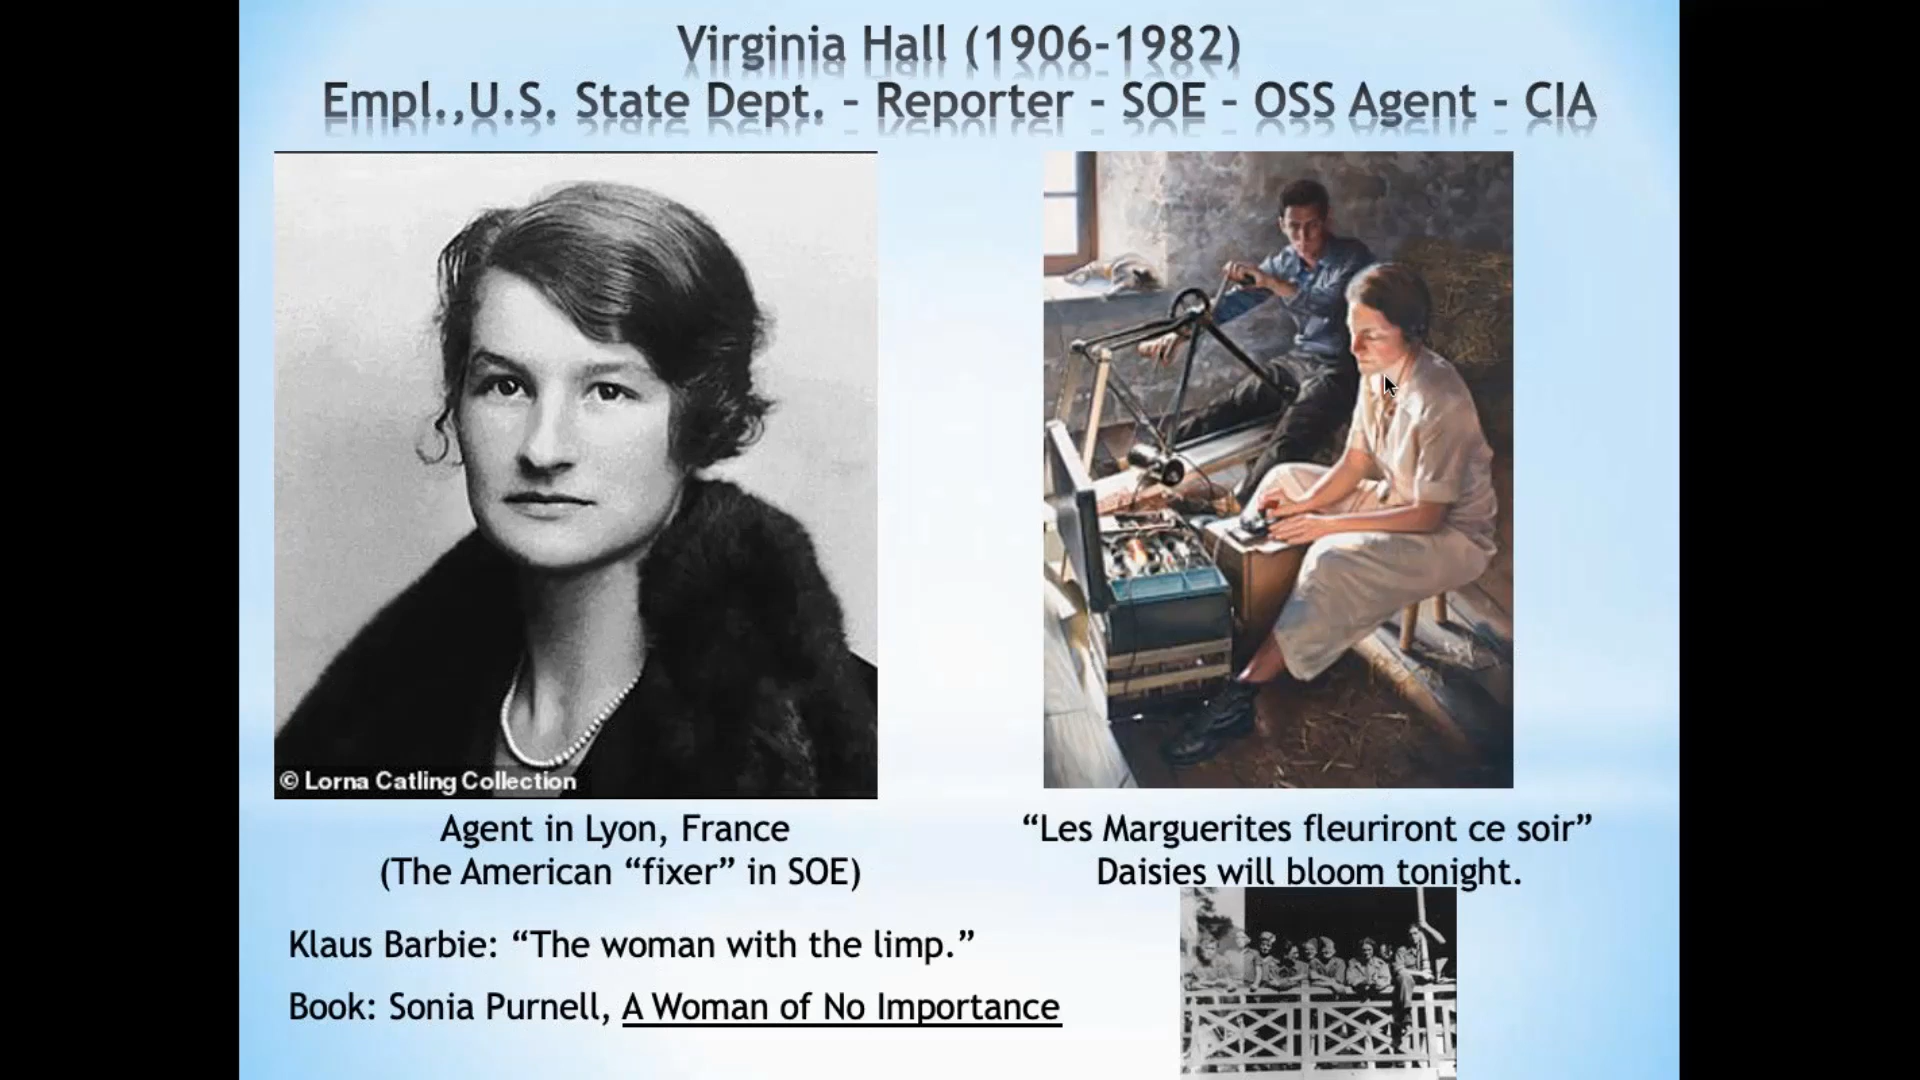 Virginia Hall (1906-1982)
Empl.,U.S. State Dept. – Reporter - SOE – OSS Agent - CIA
© Lorna Catling Collection
Agent in Lyon, France
(The American “fixer” in SOE)
“Les Marguerites fleuriront ce soir”
Daisies will bloom tonight.
Klaus Barbie: “The woman with the limp.”
Book: Sonia Purnell, A Woman of No Importance